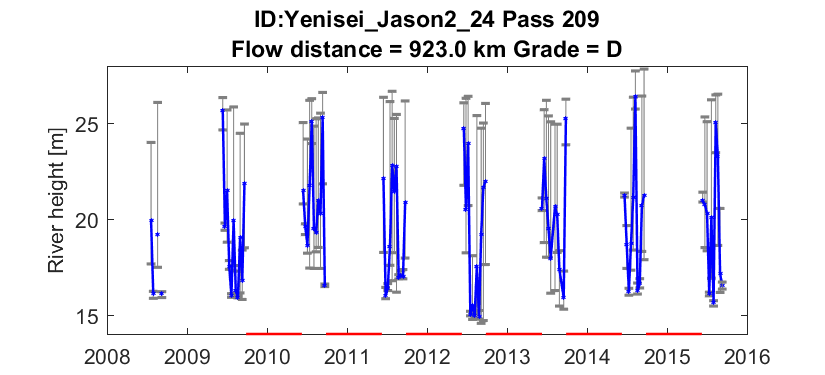 ID:Yenisei_Jason2_24 Pass 209
Flow distance = 923.0 km Grade = D
River height [m]
25
20
15
2008 2009 2010 2011 2012 2013 2014 2015 2016